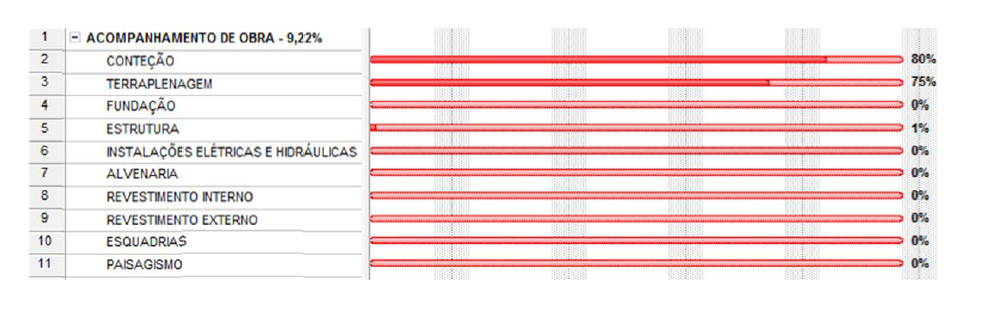 1 ACOMPANHAMENTO DE OBRA - 9,22%
2 CONTEÇÃO 80%
3 TERRAPLENAGEM 75%
4 FUNDAÇÃO 0%
5 ESTRUTURA 1%
6 INSTALAÇÕES ELÉTRICAS E HIDRÁULICAS 0%
7 ALVENARIA 0%
8 REVESTIMENTO INTERNO 0%
9 REVESTIMENTO EXTERNO 0%
10 ESQUADRIAS 0%
11 PAISAGISMO 0%